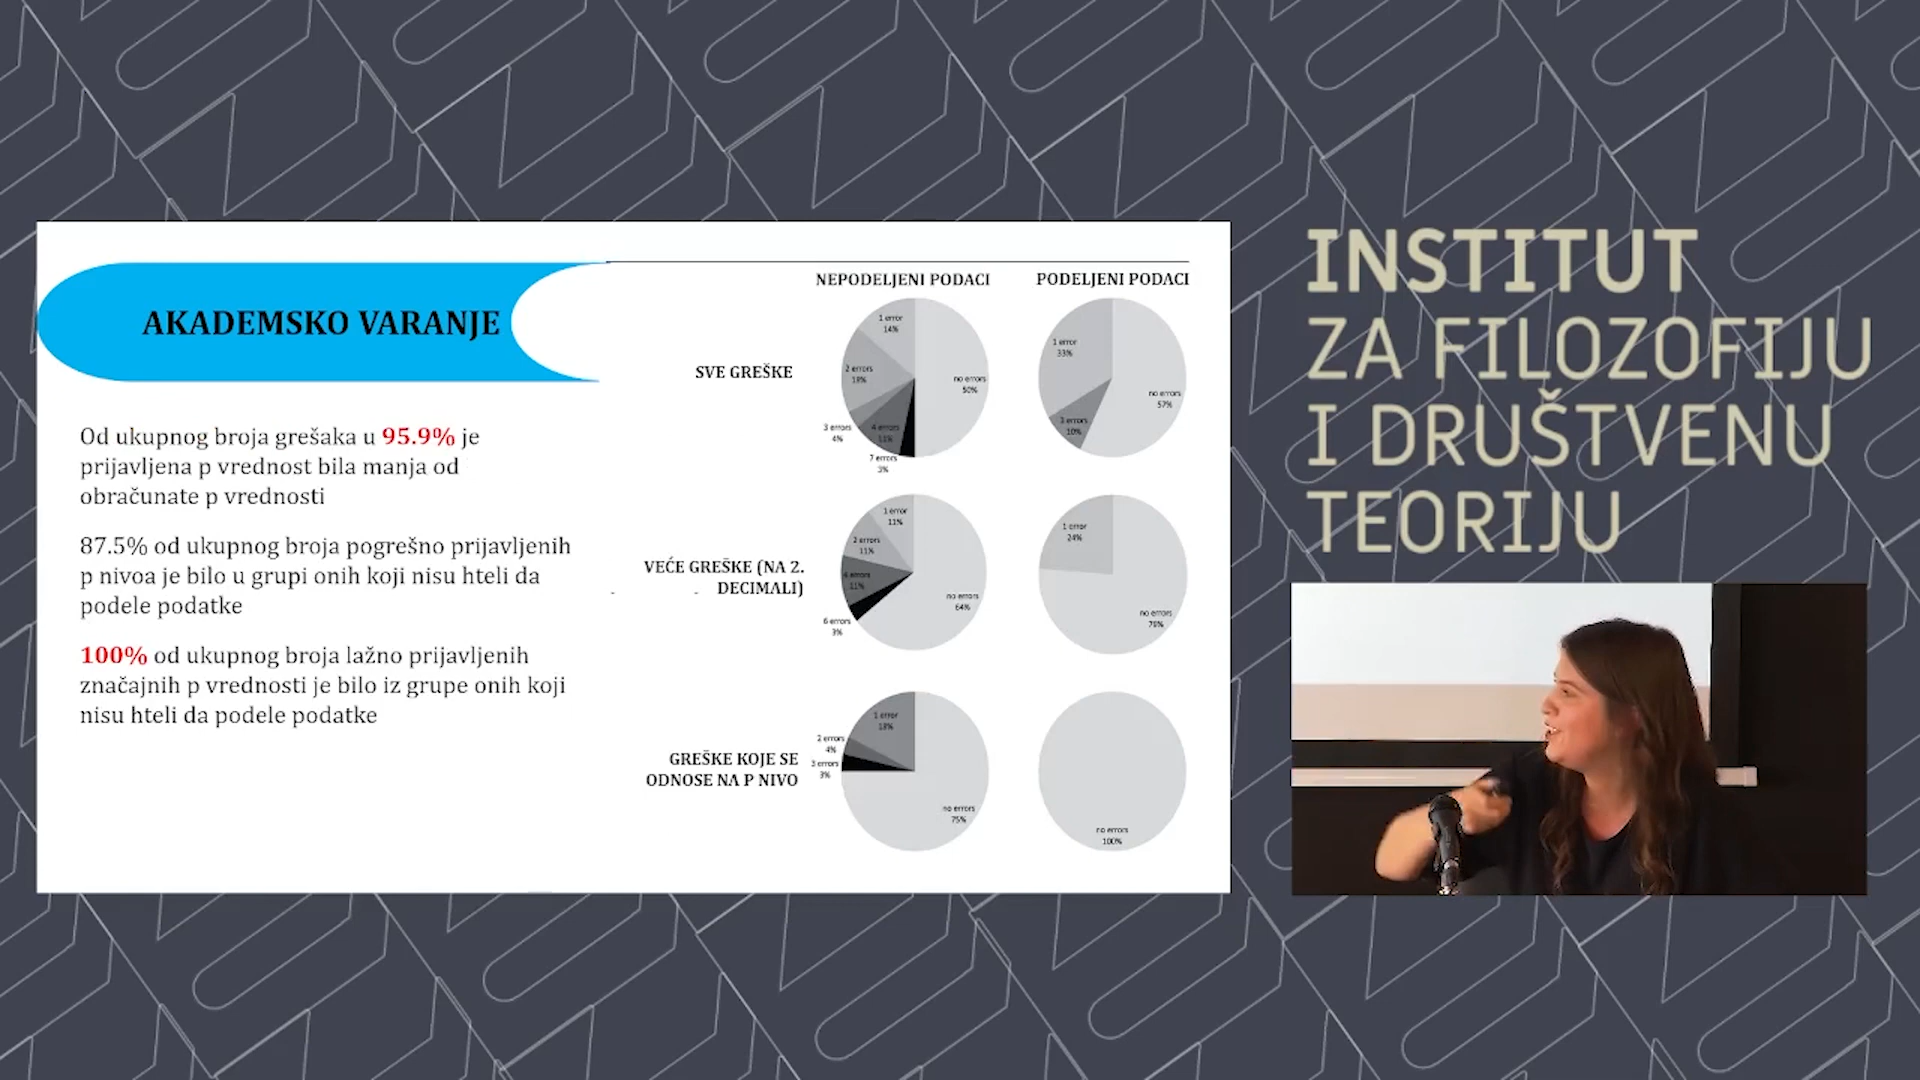 AKADEMSKO VARANJE
Od ukupnog broja grešaka u 95.9% je
prijavljena p vrednost bila manja od
obračunate p vrednosti
87.5% od ukupnog broja pogrešno prijavljenih
p nivoa je bilo u grupi onih koji nisu hteli da
podele podatke
100% od ukupnog broja lažno prijavljenih
značajnih p vrednosti je bilo iz grupe onih koji
nisu hteli da podele podatke
NEPODELJENI PODACI
PODELJENI PODACI
SVE GREŠKE
1 error
14%
2 errors
18%
3 errors
4%
4 errors
11%
7 errors
3%
no errors
50%
1 error
33%
3 errors
10%
no errors
57%
VEĆE GREŠKE (NA 2.
DECIMALI)
1 error
11%
2 errors
11%
4 errors
11%
6 errors
3%
no errors
64%
1 error
24%
no errors
76%
GREŠKE KOJE SE
ODNOSE NA P NIVO
1 error
18%
2 errors
4%
3 errors
3%
no errors
75%
no errors
100%
INSTITUT
ZA FILOZOFIJU
I DRUŠTVENU
TEORIJU